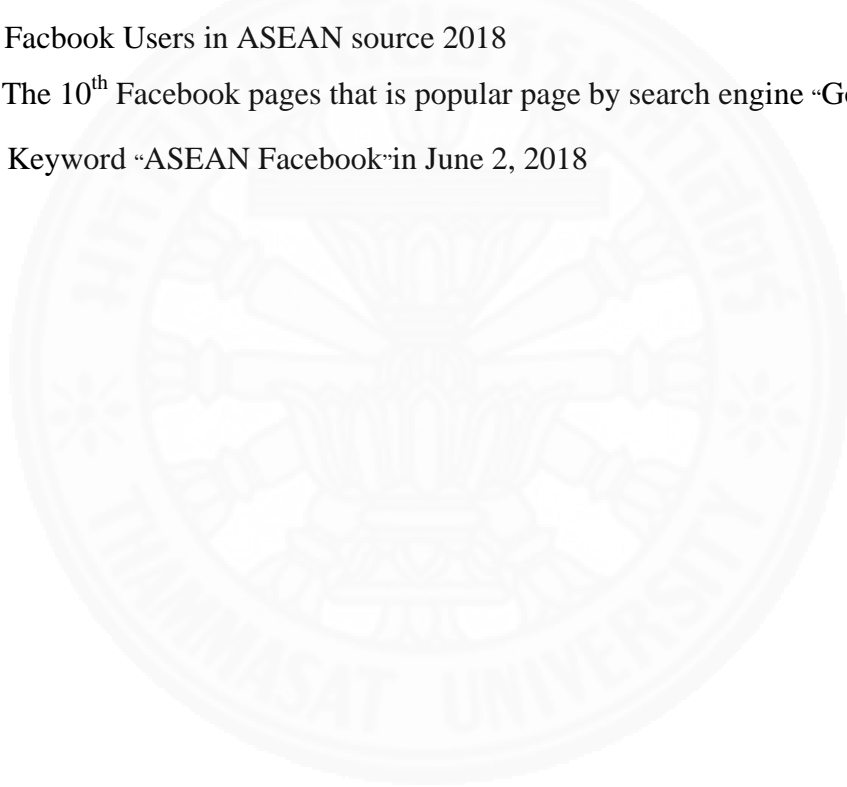 Facbook Users in ASEAN source 2018
The 10th Facebook pages that is popular page by search engine
Keyword “ASEAN Facebook”in June 2, 2018
THAMMASAT UNIVERSITY